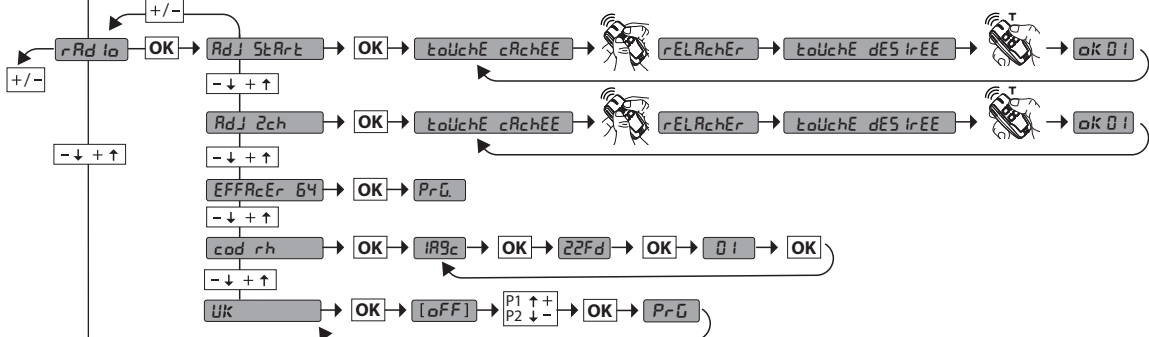 +/-
rAdIo OK AdJ StArt OK toUchE cAchEE rELAchEr toUchE dESIrEE T oK 01
+/-
- ↓ + ↑
AdJ 2ch OK toUchE cAchEE rELAchEr toUchE dESIrEE T oK 01
- ↓ + ↑
- ↓ + ↑
EFFAcEr 64 OK PrG.
- ↓ + ↑
cod rh OK 1A9c OK 22Fd OK 01 OK
- ↓ + ↑
UK OK [oFF] P1 ↑ + OK PrG
P2 ↓ -